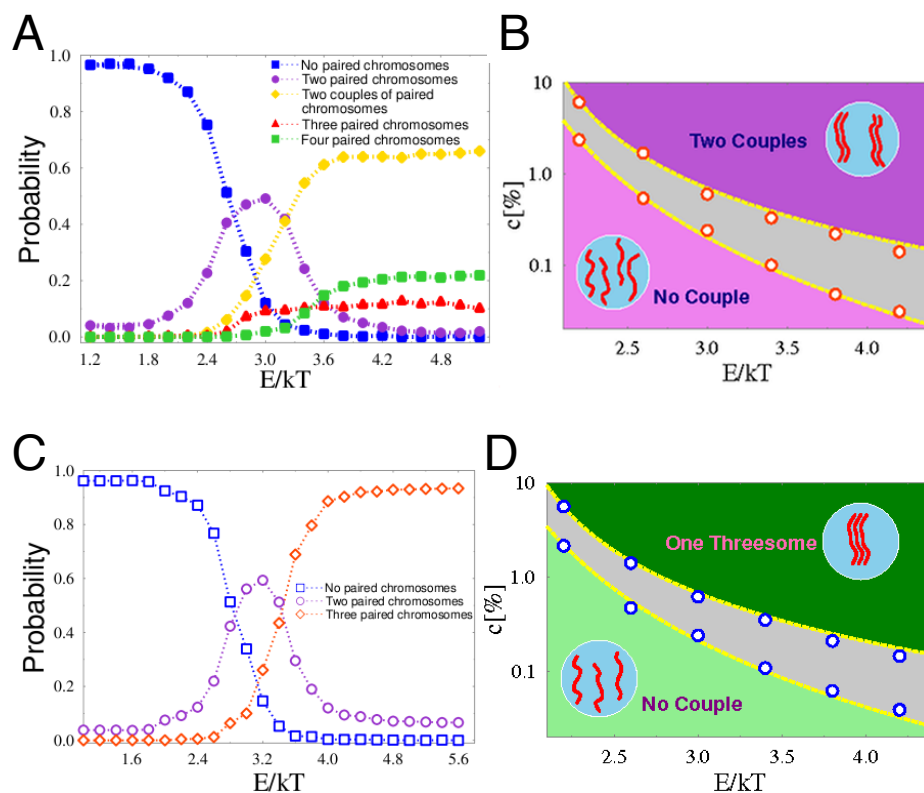 A
B
1.0
0.8
0.6
0.4
0.2
0.0
Probability
No paired chromosomes
Two paired chromosomes
Two couples of paired
chromosomes
Three paired chromosomes
Four paired chromosomes
1.2 1.8 2.4 3.0 3.6 4.2 4.8
E/kT
10
1.0
0.1
c[%]
Two Couples
No Couple
2.5 3.0 3.5 4.0
E/kT
C
D
1.0
0.8
0.6
0.4
0.2
0.0
Probability
No paired chromosomes
Two paired chromosomes
Three paired chromosomes
1.6 2.4 3.2 4.0 4.8 5.6
E/kT
10
1.0
0.1
c[%]
One Threesome
No Couple
2.5 3.0 3.5 4.0
E/kT